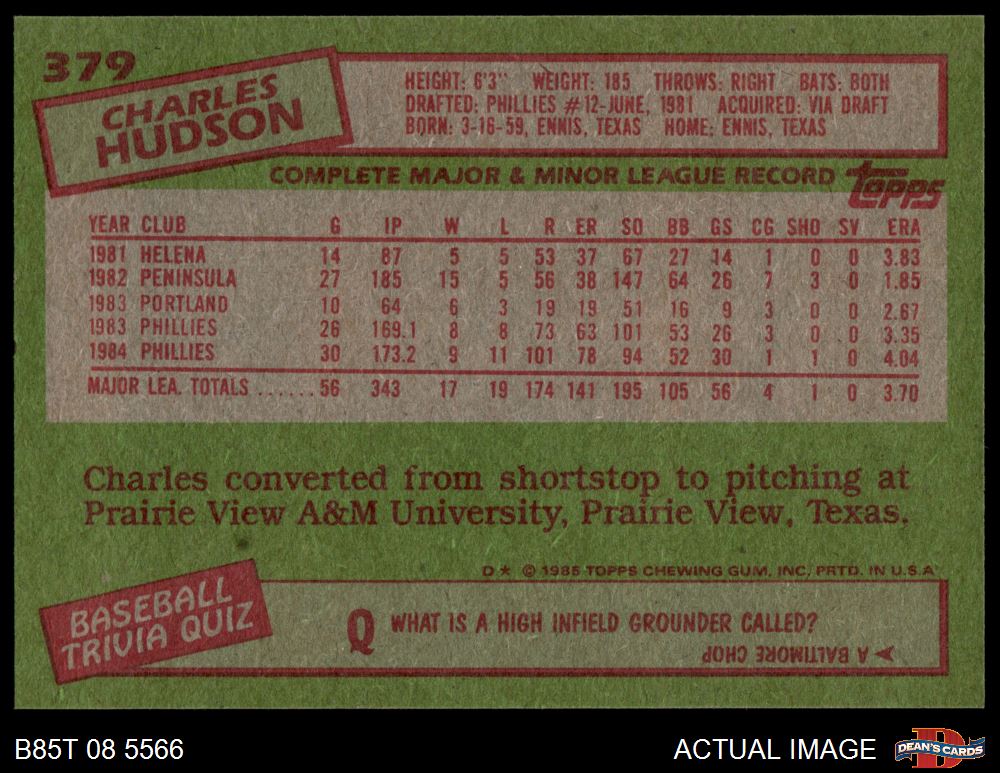 379
CHARLES
HUDSON
HEIGHT: 6'3" WEIGHT: 185 THROWS: RIGHT BATS: BOTH
DRAFTED: PHILLIES #12-JUNE, 1981 ACQUIRED: VIA DRAFT
BORN: 3-16-59, ENNIS, TEXAS HOME: ENNIS, TEXAS
COMPLETE MAJOR & MINOR LEAGUE RECORD topps
YEAR CLUB G IP W L R ER SO BB GS CG SHO SV ERA
1981 HELENA 14 87 5 5 53 37 67 27 14 1 0 0 3.83
1982 PENINSULA 27 185 15 5 56 38 147 64 26 7 3 0 1.85
1983 PORTLAND 10 64 6 3 19 19 51 16 9 3 0 0 2.67
1983 PHILLIES 26 169.1 8 8 73 63 101 53 26 3 0 0 3.35
1984 PHILLIES 30 173.2 9 11 101 78 94 52 30 1 1 0 4.04
MAJOR LEA. TOTALS ...... 56 343 17 19 174 141 195 105 56 4 1 0 3.70
Charles converted from shortstop to pitching at
Prairie View A&M University, Prairie View, Texas.
D★ © 1985 TOPPS CHEWING GUM, INC. PRTD. IN U.S.A.
BASEBALL
TRIVIA QUIZ
Q WHAT IS A HIGH INFIELD GROUNDER CALLED?
➤ A BALTIMORE CHOP
B85T 08 5566
ACTUAL IMAGE
D
DEAN'S CARDS